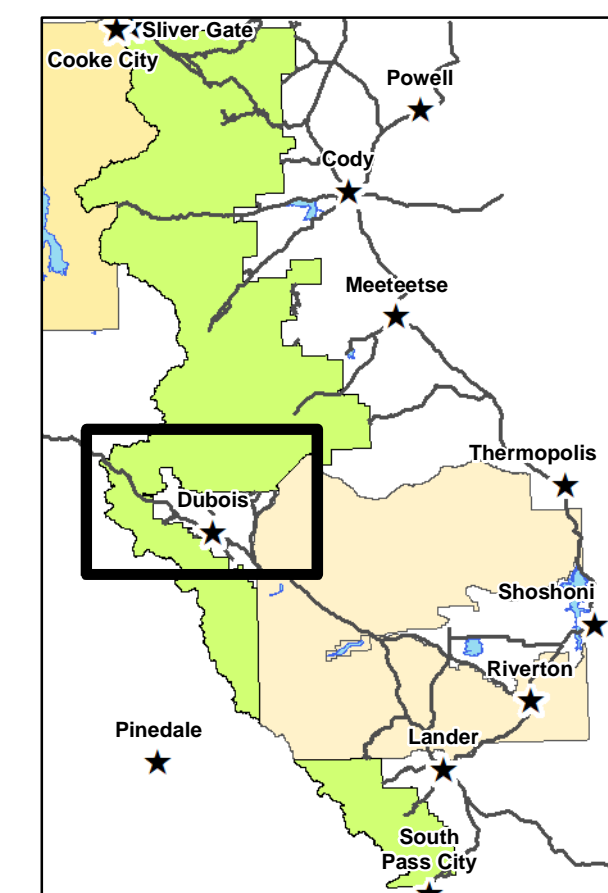 Sliver Gate
Cooke City
Powell
Cody
Meeteetse
Thermopolis
Dubois
Shoshoni
Riverton
Pinedale
Lander
South
Pass City